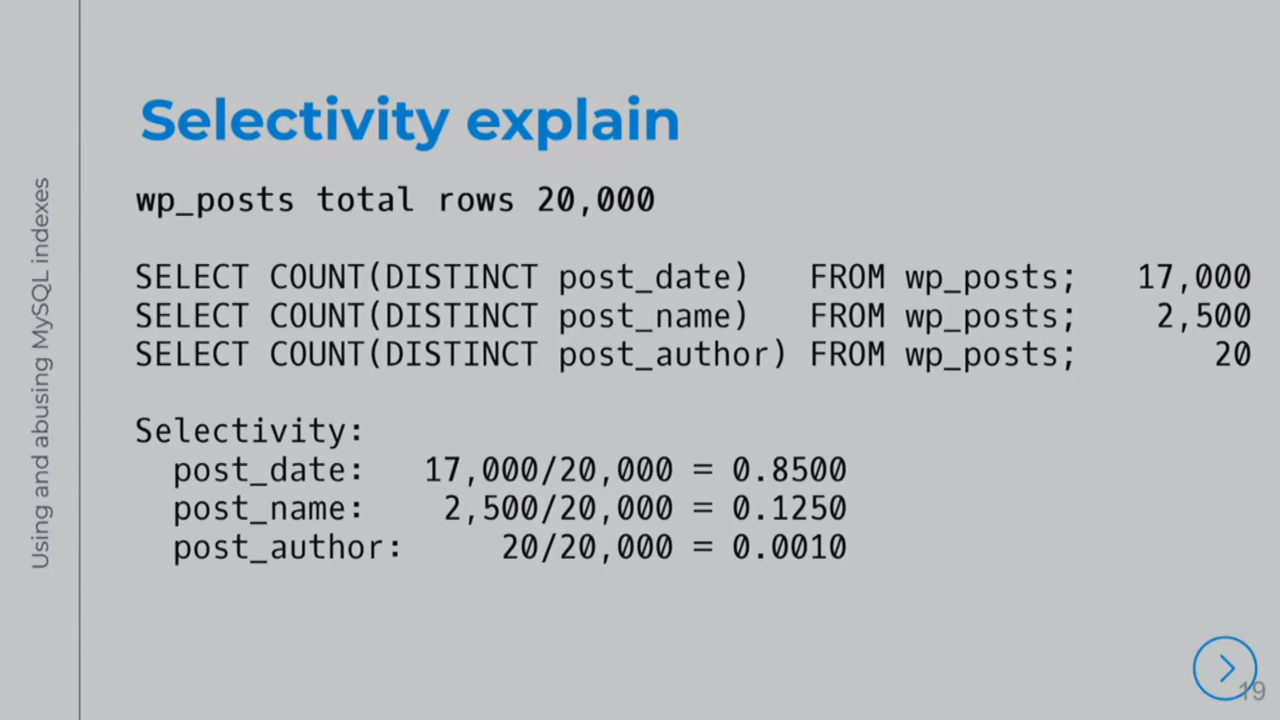 Using and abusing MySQL indexes
Selectivity explain
wp_posts total rows 20,000
SELECT COUNT(DISTINCT post_date) FROM wp_posts; 17,000
SELECT COUNT(DISTINCT post_name) FROM wp_posts; 2,500
SELECT COUNT(DISTINCT post_author) FROM wp_posts; 20
Selectivity:
post_date: 17,000/20,000 = 0.8500
post_name: 2,500/20,000 = 0.1250
post_author: 20/20,000 = 0.0010
19